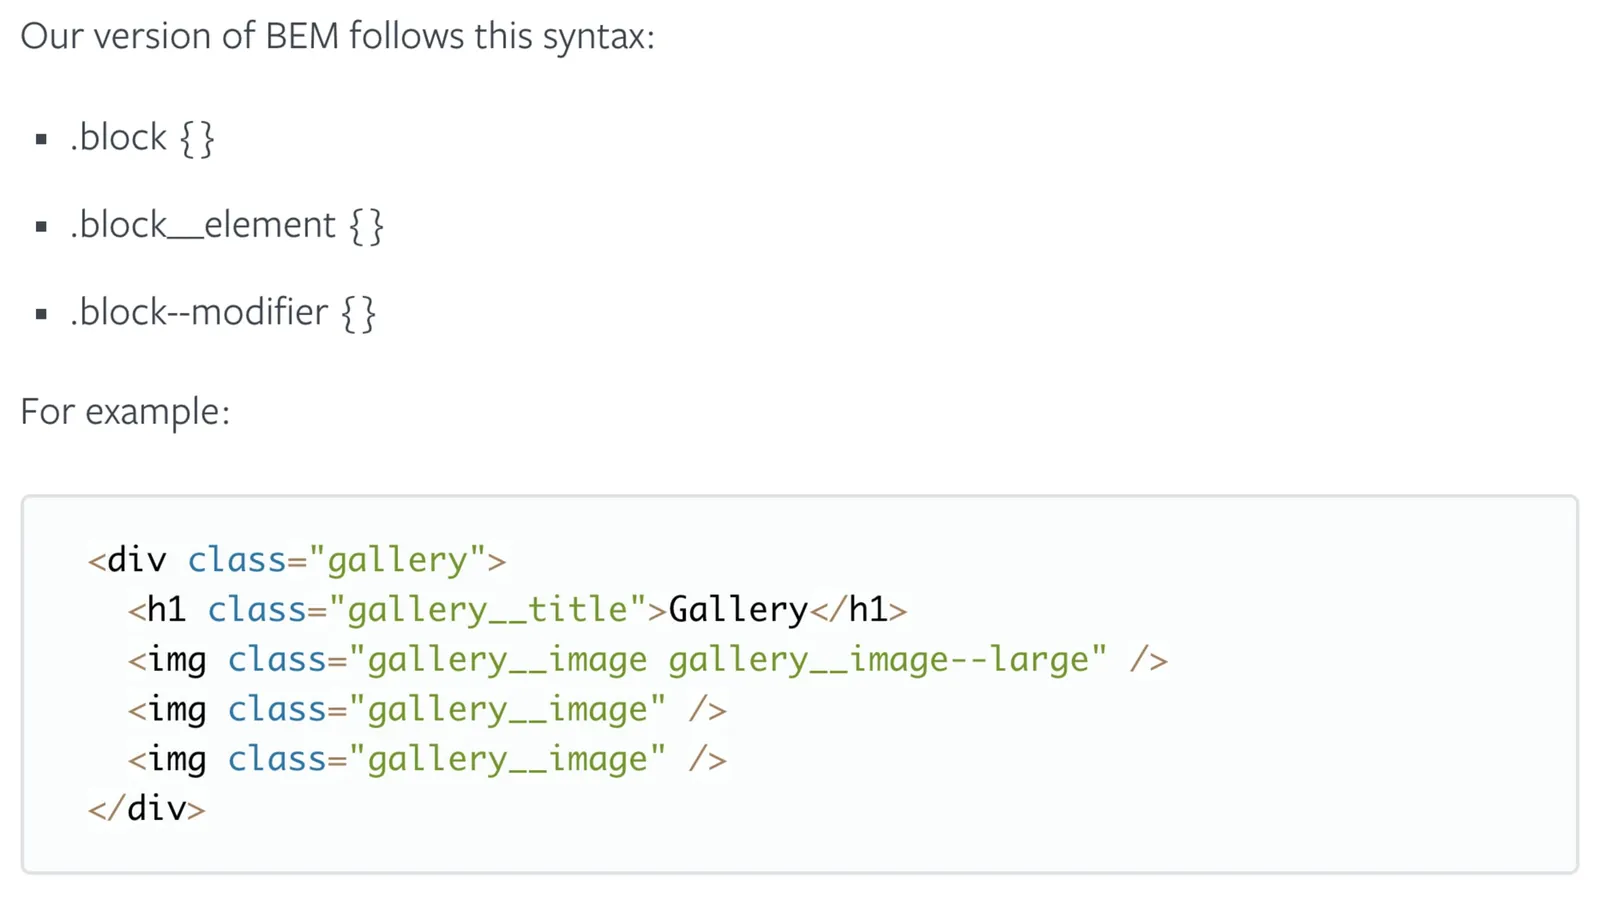 Our version of BEM follows this syntax:
▪ .block {}
▪ .block__element {}
▪ .block--modifier {}
For example:
<div class="gallery">
  <h1 class="gallery__title">Gallery</h1>
  <img class="gallery__image gallery__image--large" />
  <img class="gallery__image" />
  <img class="gallery__image" />
</div>